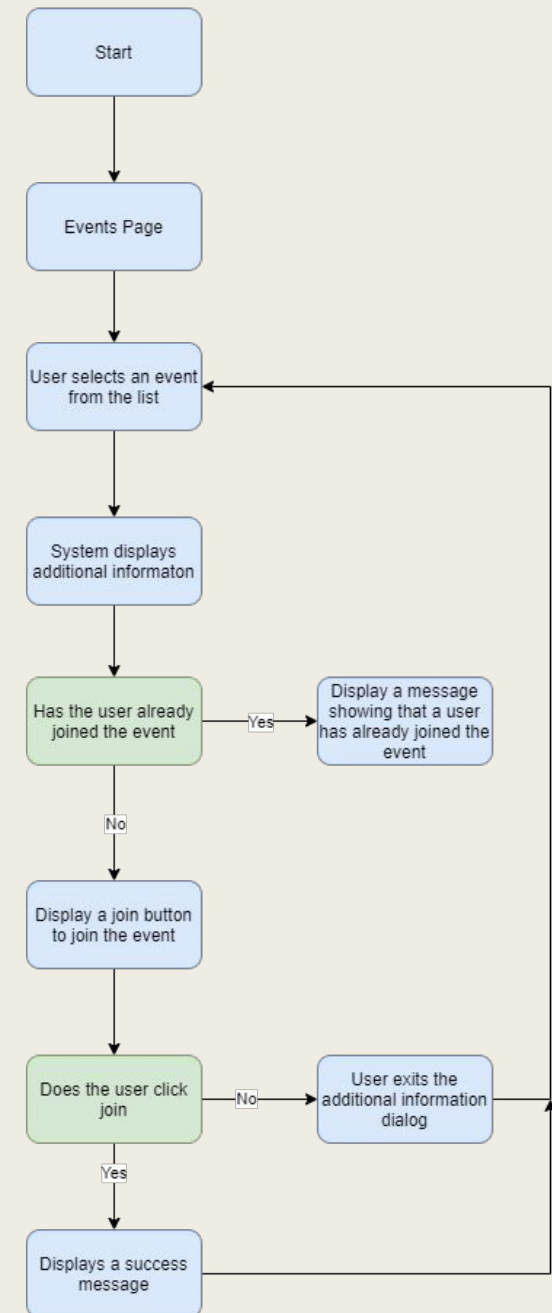 Start
Events Page
User selects an event
from the list
System displays
additional informaton
Has the user already
joined the event
Yes
Display a message
showing that a user
has already joined the
event
No
Display a join button
to join the event
Does the user click
join
No
User exits the
additional information
dialog
Yes
Displays a success
message